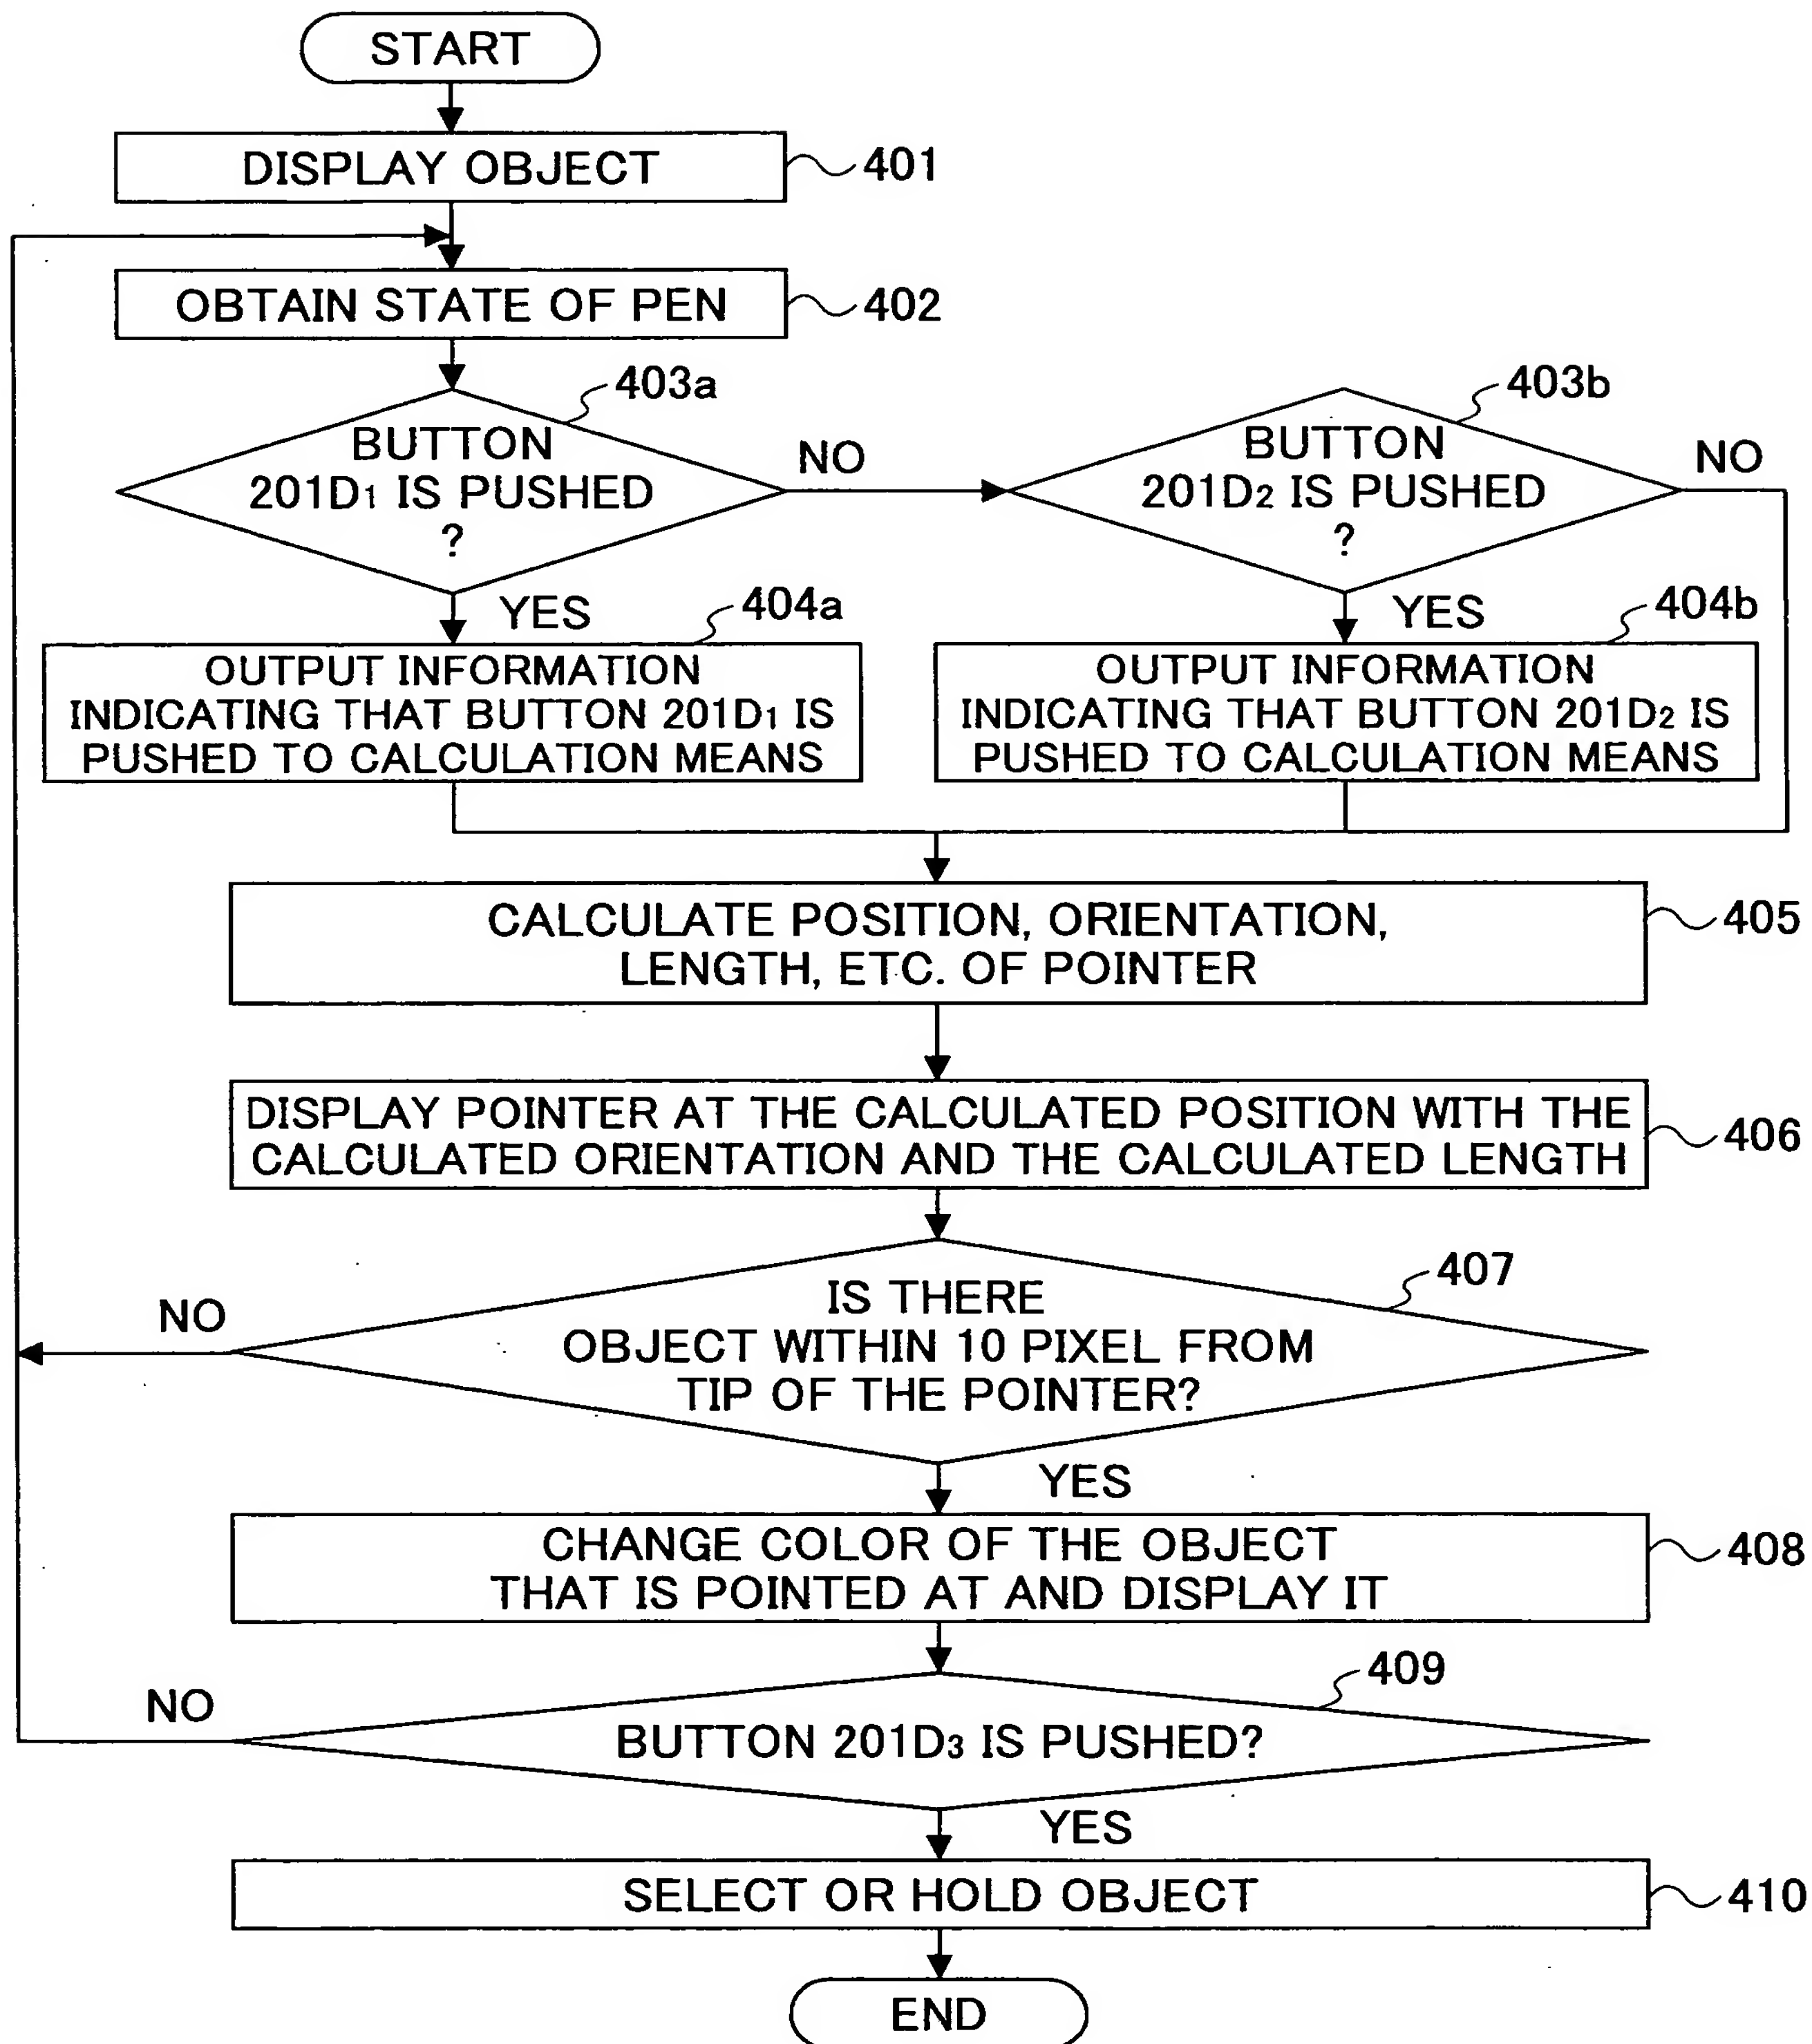 START
DISPLAY OBJECT
401
OBTAIN STATE OF PEN
402
403a
BUTTON
201D1 IS PUSHED
?
NO
403b
BUTTON
201D2 IS PUSHED
?
NO
YES
404a
OUTPUT INFORMATION
INDICATING THAT BUTTON 201D1 IS
PUSHED TO CALCULATION MEANS
YES
404b
OUTPUT INFORMATION
INDICATING THAT BUTTON 201D2 IS
PUSHED TO CALCULATION MEANS
CALCULATE POSITION, ORIENTATION,
LENGTH, ETC. OF POINTER
405
DISPLAY POINTER AT THE CALCULATED POSITION WITH THE
CALCULATED ORIENTATION AND THE CALCULATED LENGTH
406
407
IS THERE
OBJECT WITHIN 10 PIXEL FROM
TIP OF THE POINTER?
NO
YES
CHANGE COLOR OF THE OBJECT
THAT IS POINTED AT AND DISPLAY IT
408
409
BUTTON 201D3 IS PUSHED?
NO
YES
SELECT OR HOLD OBJECT
410
END